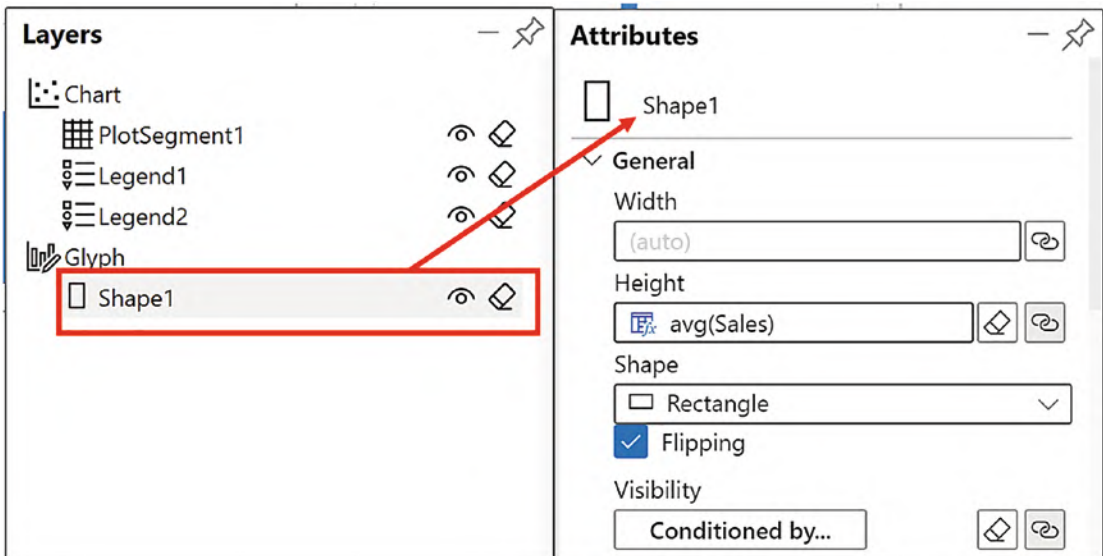 Layers
Chart
PlotSegment1
Legend1
Legend2
Glyph
Shape1
Attributes
Shape1
General
Width
(auto)
Height
fx avg(Sales)
Shape
Rectangle
Flipping
Visibility
Conditioned by...